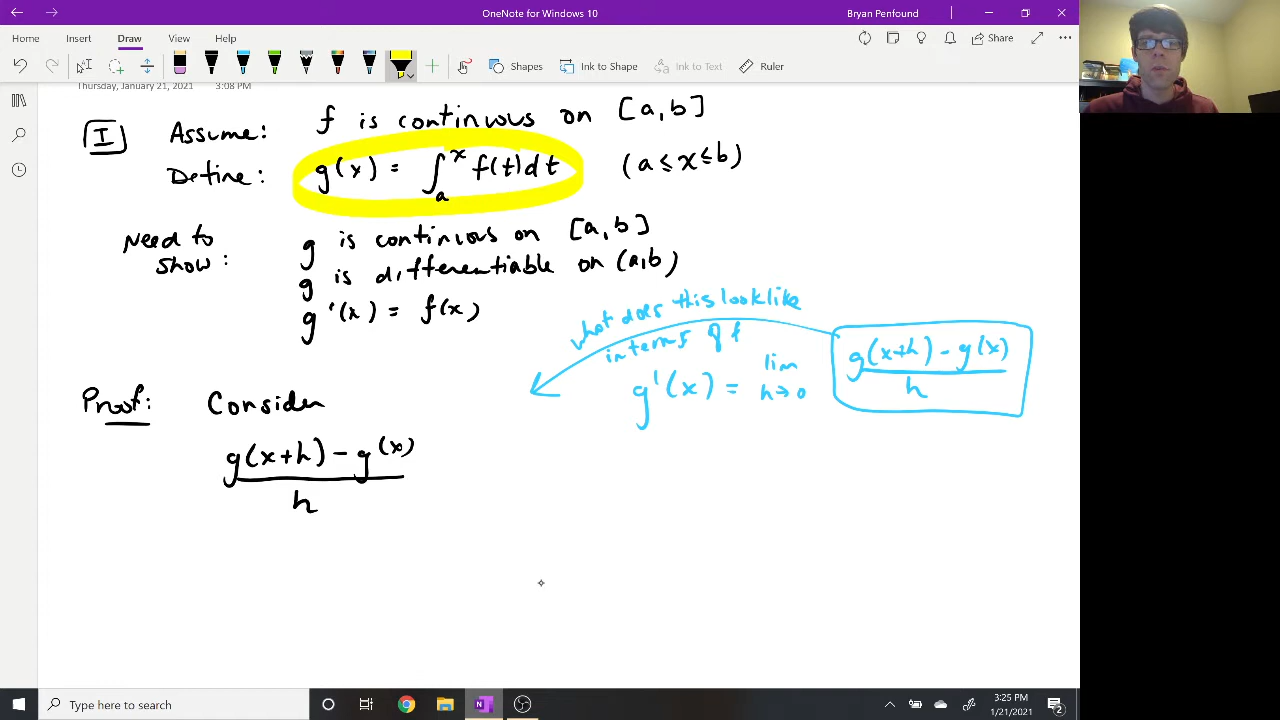 OneNote for Windows 10
Bryan Penfound
Home Insert Draw View Help
Share
Shapes Ink to Shape Ink to Text Ruler
Thursday, January 21, 2021 3:08 PM
I Assume: f is continuous on [a,b]
Define: g(x) = ∫_a^x f(t)dt (a≤x≤b)
Need to show:
g is continuous on [a,b]
g is differentiable on (a,b)
g'(x) = f(x)
what does this look like
in terms of f
g'(x) = lim h→0 (g(x+h) - g(x))/h
Proof: Consider
(g(x+h) - g(x))/h
Type here to search
3:25 PM
1/21/2021
2